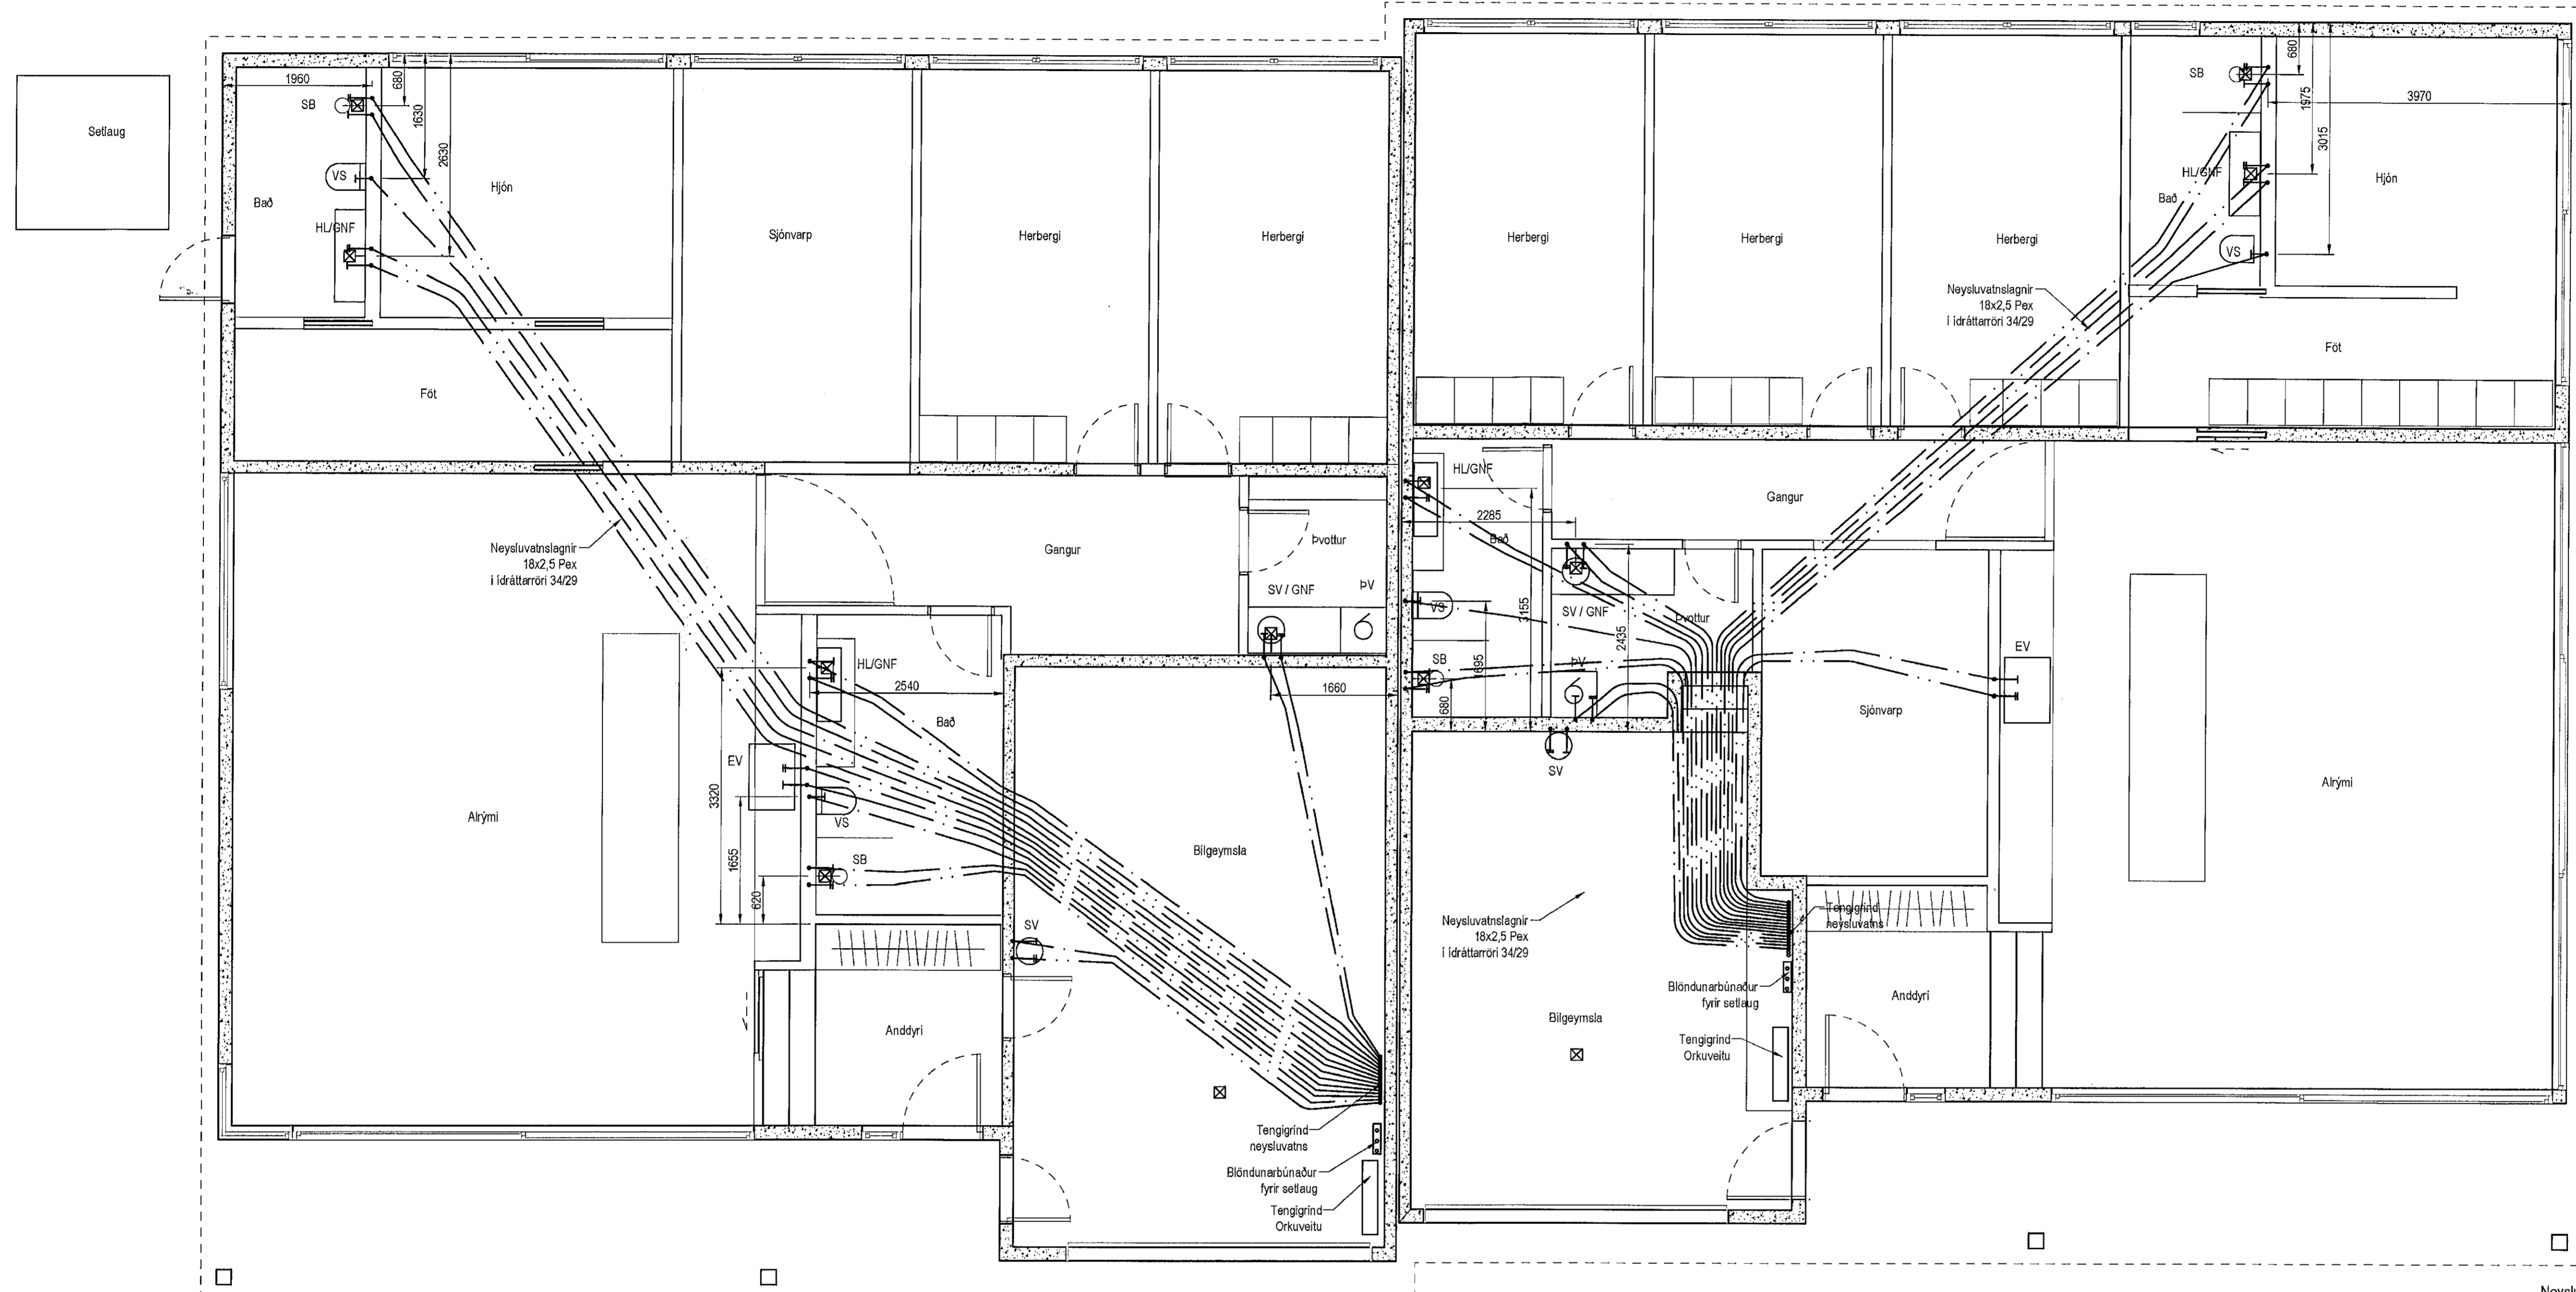 Setlaug
1960
680
1630
2630
SB
VS
HL/GNF
Bað
Hjón
Föt
Sjónvarp
Herbergi
Herbergi
Neysluvatnslagnir
18x2,5 Pex
í ídráttarröri 34/29
Gangur
Þvottur
SV / GNF
ÞV
1660
HL/GNF
2540
Bað
EV
VS
SB
3320
1655
620
Alrými
SV
Anddyri
Bílgeymsla
Tengigrind
neysluvatns
Blöndunarbúnaður
fyrir setlaug
Tengigrind
Orkuveitu
Herbergi
Herbergi
Herbergi
SB
HL/GNF
VS
Bað
680
1975
3015
3970
Hjón
Föt
Neysluvatnslagnir
18x2,5 Pex
í ídráttarröri 34/29
HL/GNF
2285
Bað
Gangur
VS
SV / GNF
Þvottur
3155
2435
1695
680
SB
ÞV
SV
EV
Sjónvarp
Alrými
Neysluvatnslagnir
18x2,5 Pex
í ídráttarröri 34/29
Tengigrind
neysluvatns
Blöndunarbúnaður
fyrir setlaug
Bílgeymsla
Tengigrind
Orkuveitu
Anddyri